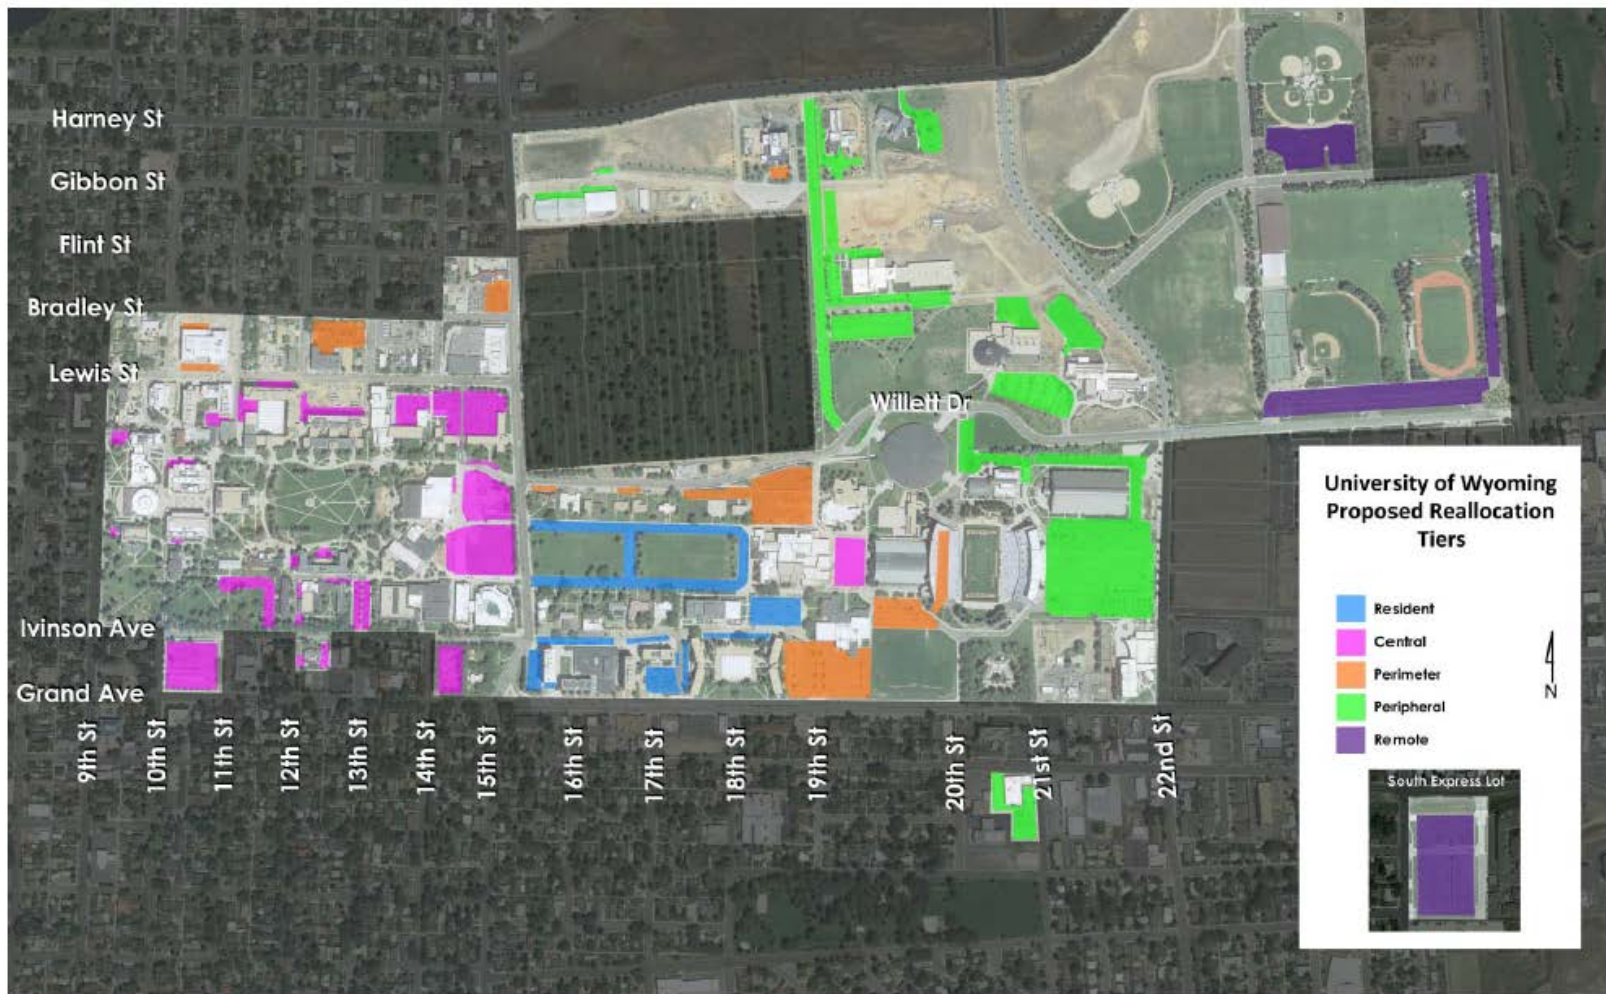 Harney St
Gibbon St
Flint St
Bradley St
Lewis St
Willett Dr
Ivinson Ave
Grand Ave
9th St
10th St
11th St
12th St
13th St
14th St
15th St
16th St
17th St
18th St
19th St
20th St
21st St
22nd St
University of Wyoming
Proposed Reallocation
Tiers
Resident
Central
Perimeter
Peripheral
Remote
N
South Express Lot